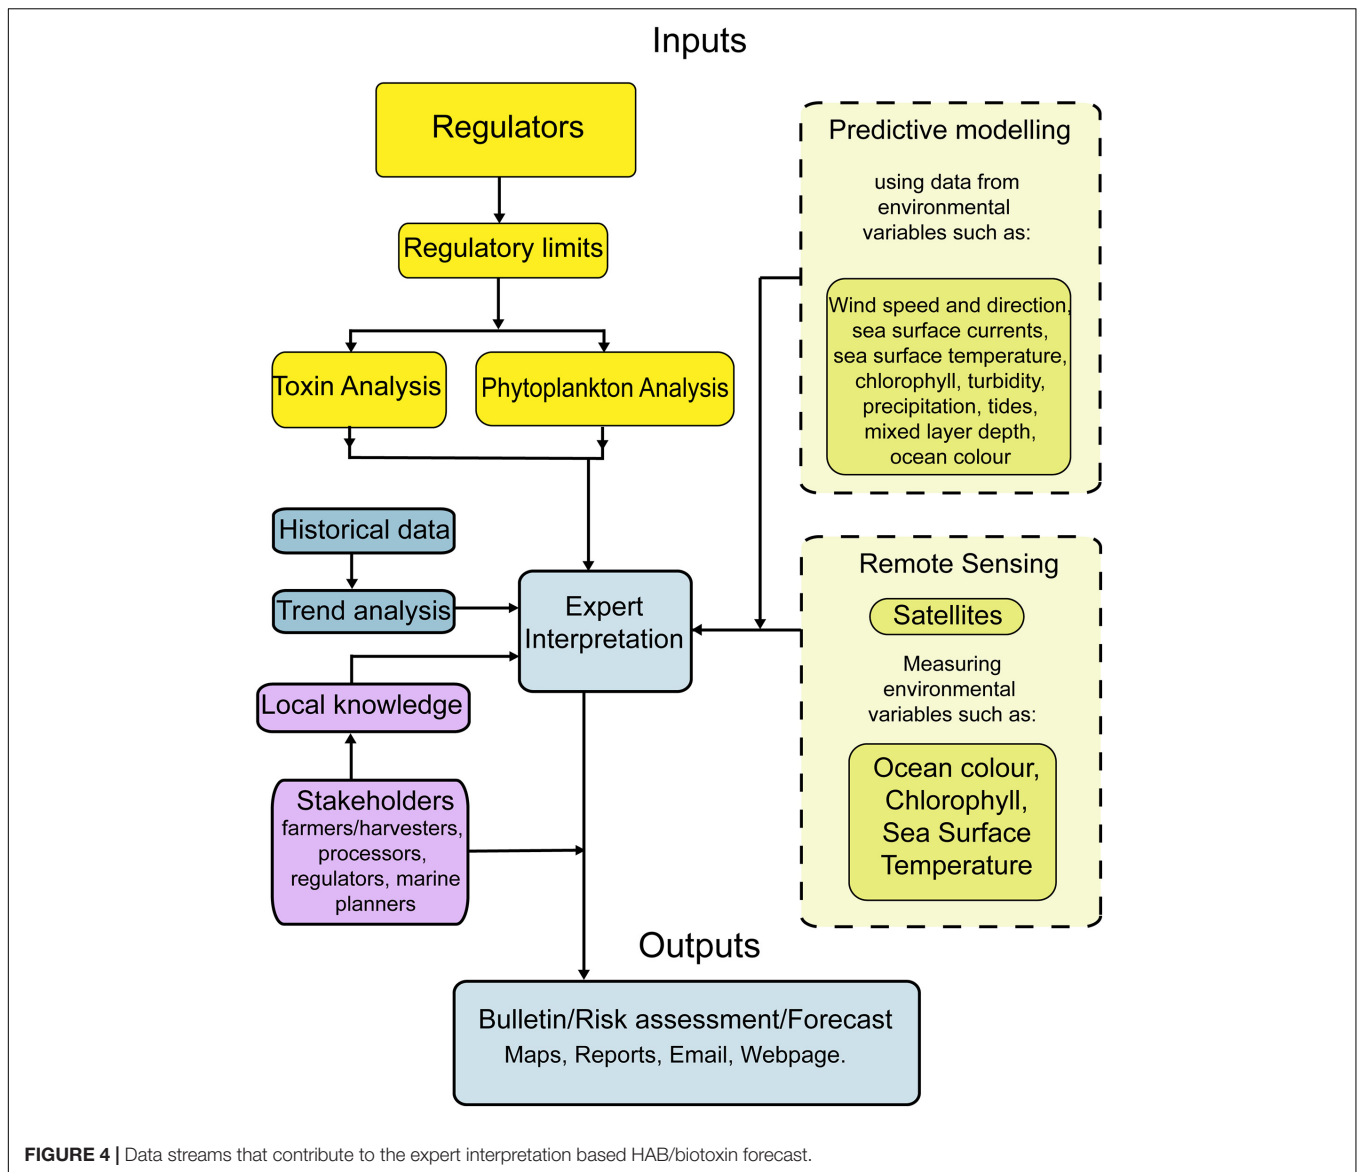 Inputs
Regulators
Regulatory limits
Toxin Analysis
Phytoplankton Analysis
Historical data
Trend analysis
Expert
Interpretation
Local knowledge
Stakeholders
farmers/harvesters,
processors,
regulators, marine
planners
Predictive modelling
using data from
environmental
variables such as:
Wind speed and direction,
sea surface currents,
sea surface temperature,
chlorophyll, turbidity,
precipitation, tides,
mixed layer depth,
ocean colour
Remote Sensing
Satellites
Measuring
environmental
variables such as:
Ocean colour,
Chlorophyll,
Sea Surface
Temperature
Outputs
Bulletin/Risk assessment/Forecast
Maps, Reports, Email, Webpage.
FIGURE 4 | Data streams that contribute to the expert interpretation based HAB/biotoxin forecast.